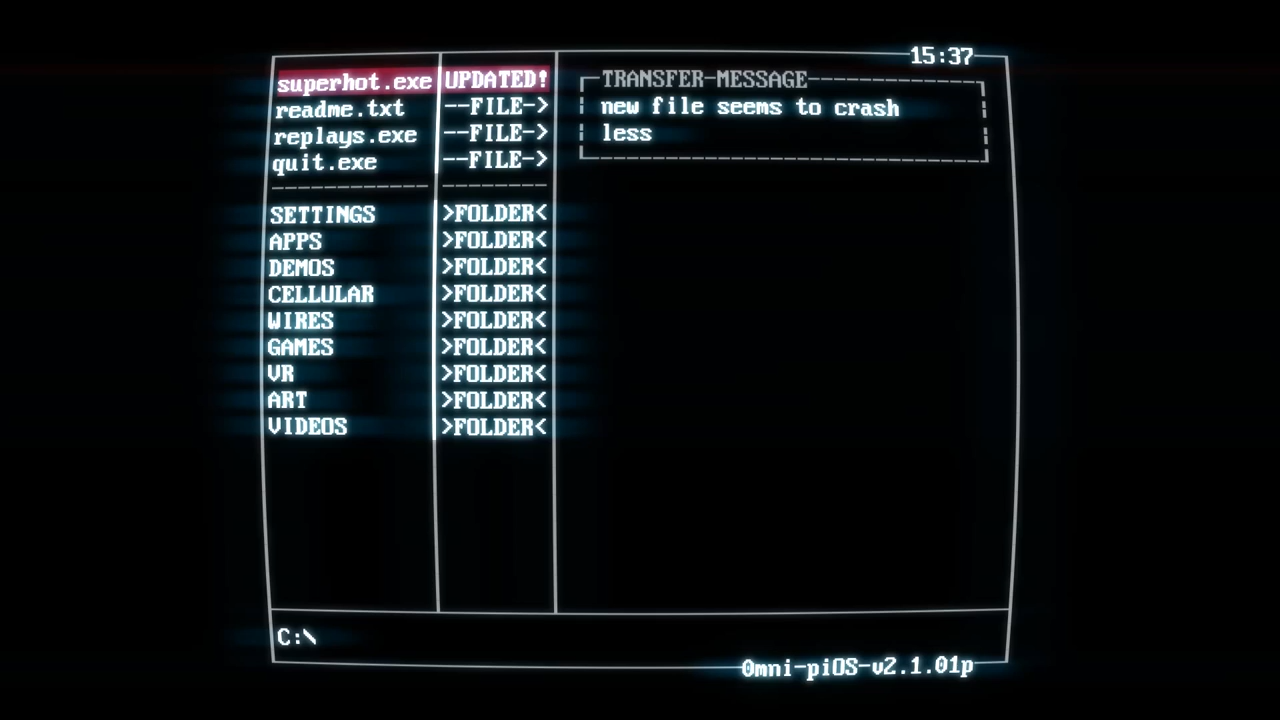 15:37
superhot.exe UPDATED!
readme.txt --FILE->
replays.exe --FILE->
quit.exe --FILE->
SETTINGS >FOLDER<
APPS >FOLDER<
DEMOS >FOLDER<
CELLULAR >FOLDER<
WIRES >FOLDER<
GAMES >FOLDER<
VR >FOLDER<
ART >FOLDER<
VIDEOS >FOLDER<
TRANSFER-MESSAGE
new file seems to crash
less
C:\
Omni-piOS-v2.1.01p